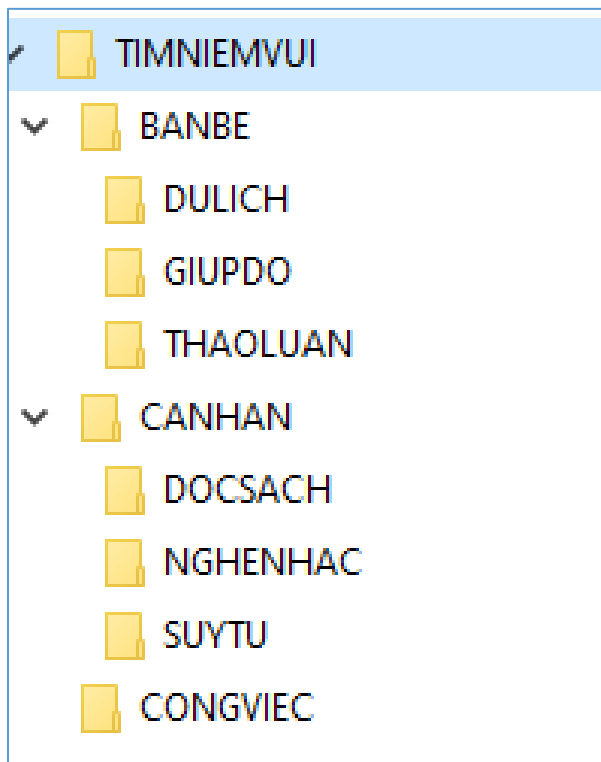 TIMNIEMVUI
BANBE
DULICH
GIUPDO
THAOLUAN
CANHAN
DOCSACH
NGHENHAC
SUYTU
CONGVIEC